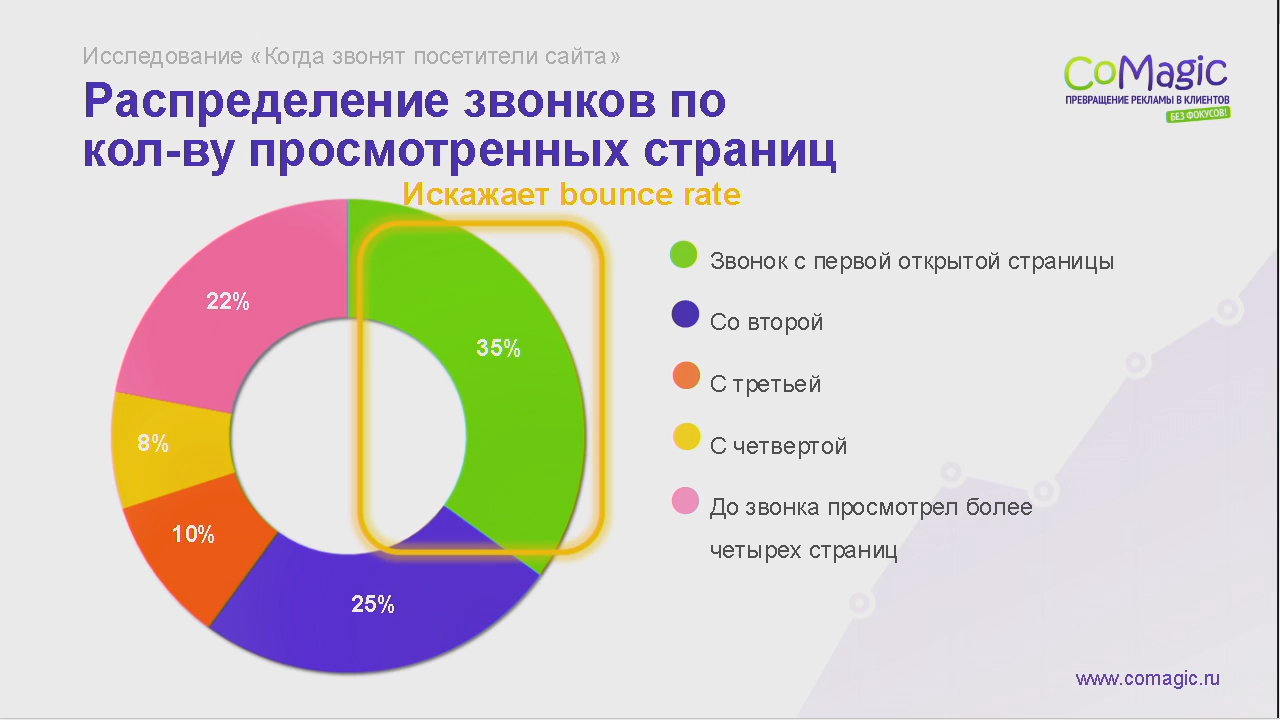 Исследование «Когда звонят посетители сайта»
Распределение звонков по
кол-ву просмотренных страниц
CoMagic
ПРЕВРАЩЕНИЕ РЕКЛАМЫ В КЛИЕНТОВ
БЕЗ ФОКУСОВ!
Искажает bounce rate
22%
35%
8%
10%
25%
Звонок с первой открытой страницы
Со второй
С третьей
С четвертой
До звонка просмотрел более
четырех страниц
www.comagic.ru